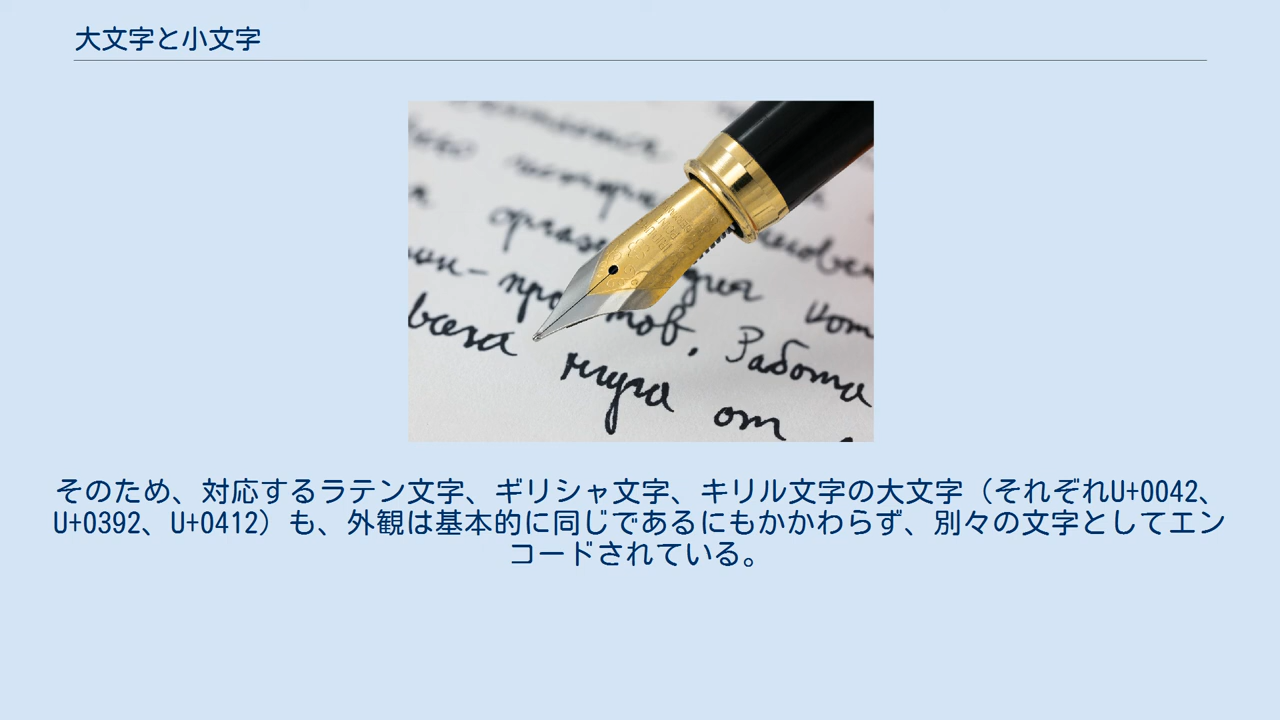 大文字と小文字
всега
нуга
от
Работа
そのため、対応するラテン文字、ギリシャ文字、キリル文字の大文字（それぞれU+0042、
U+0392、U+0412）も、外観は基本的に同じであるにもかかわらず、別々の文字としてエン
コードされている。